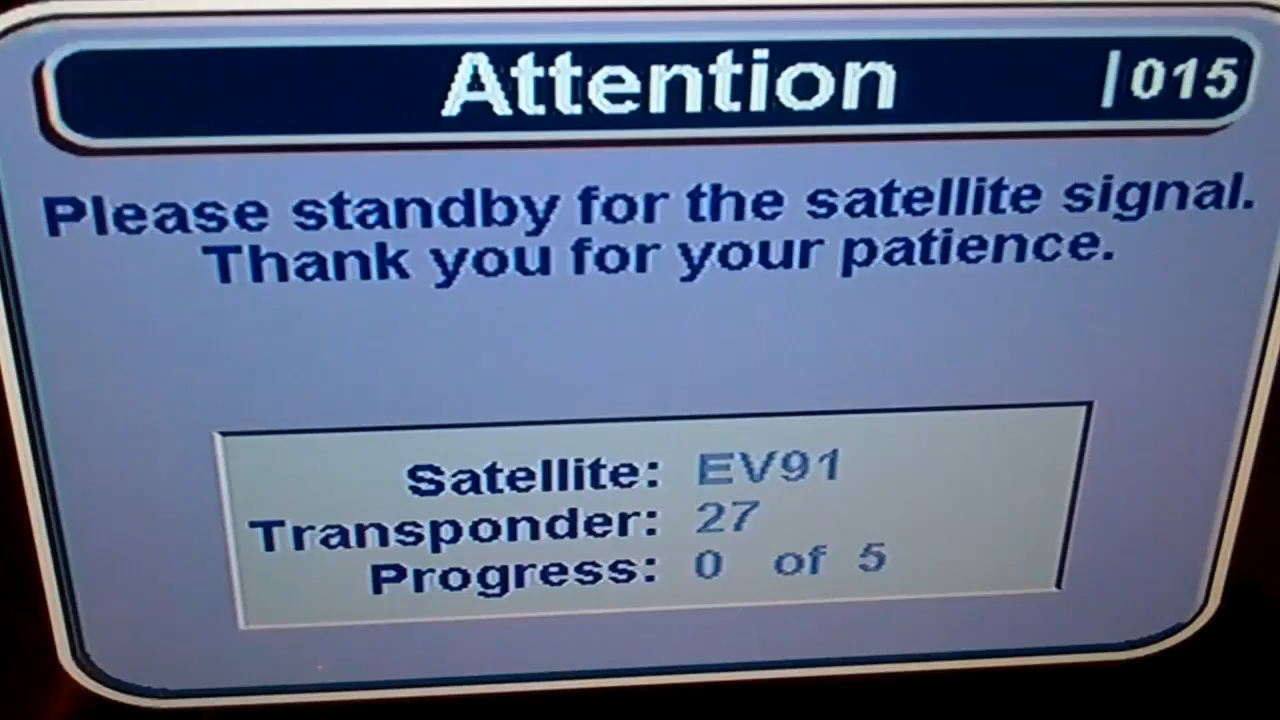 Attention |015
Please standby for the satellite signal.
Thank you for your patience.
Satellite: EV91
Transponder: 27
Progress: 0 of 5